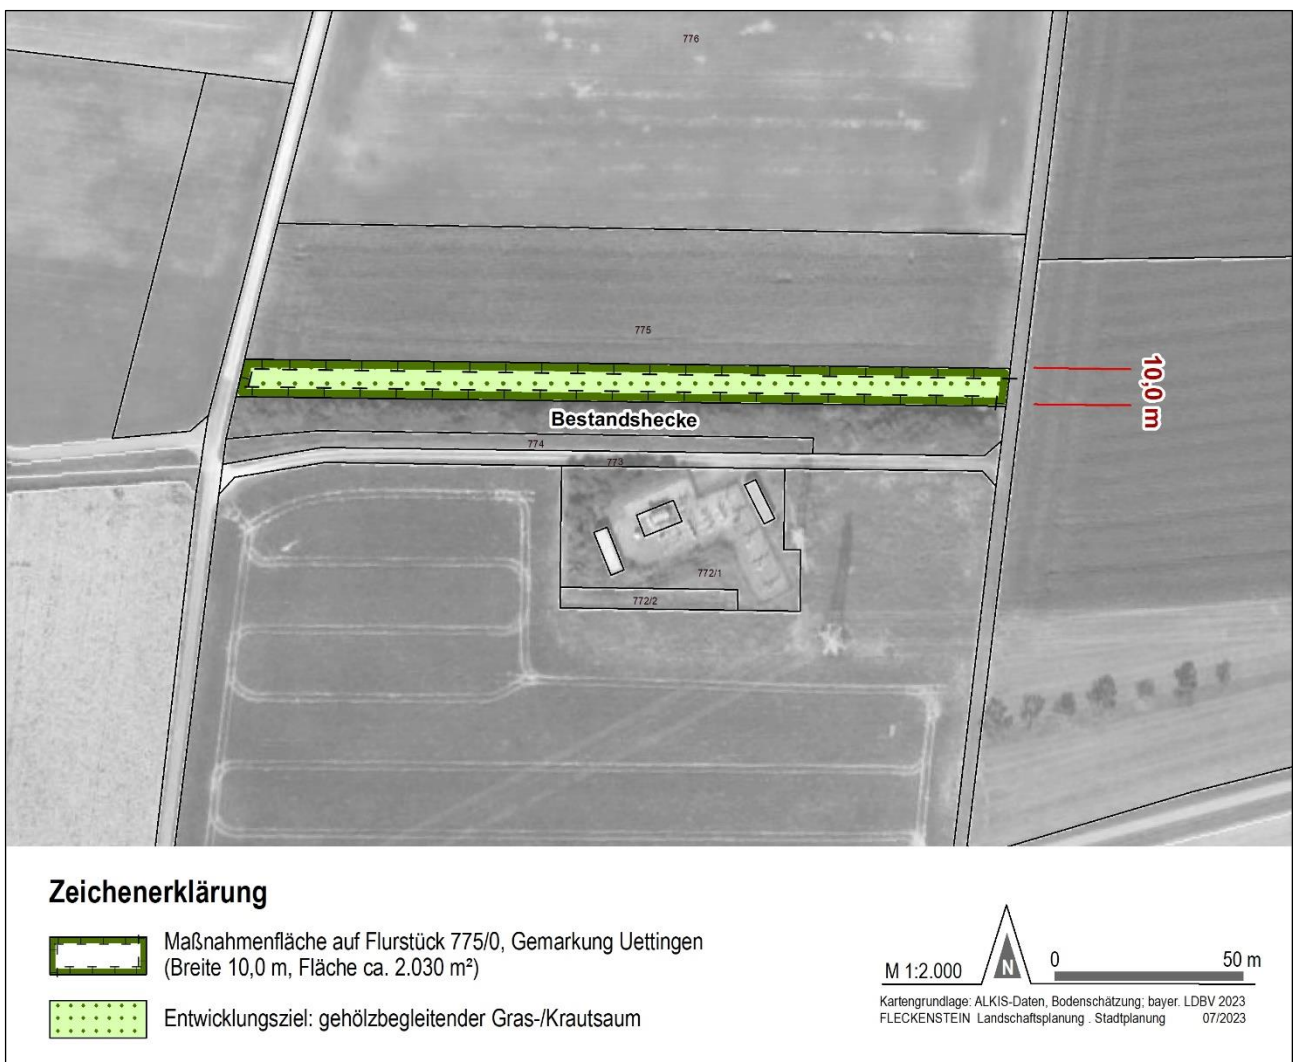 776
775
10,0 m
Bestandshecke
774
773
772/1
772/2
Zeichenerklärung
Maßnahmenfläche auf Flurstück 775/0, Gemarkung Uettingen
(Breite 10,0 m, Fläche ca. 2.030 m²)
Entwicklungsziel: gehölzbegleitender Gras-/Krautsaum
M 1:2.000 N 0 50 m
Kartengrundlage: ALKIS-Daten, Bodenschätzung; bayer. LDBV 2023
FLECKENSTEIN Landschaftsplanung . Stadtplanung 07/2023